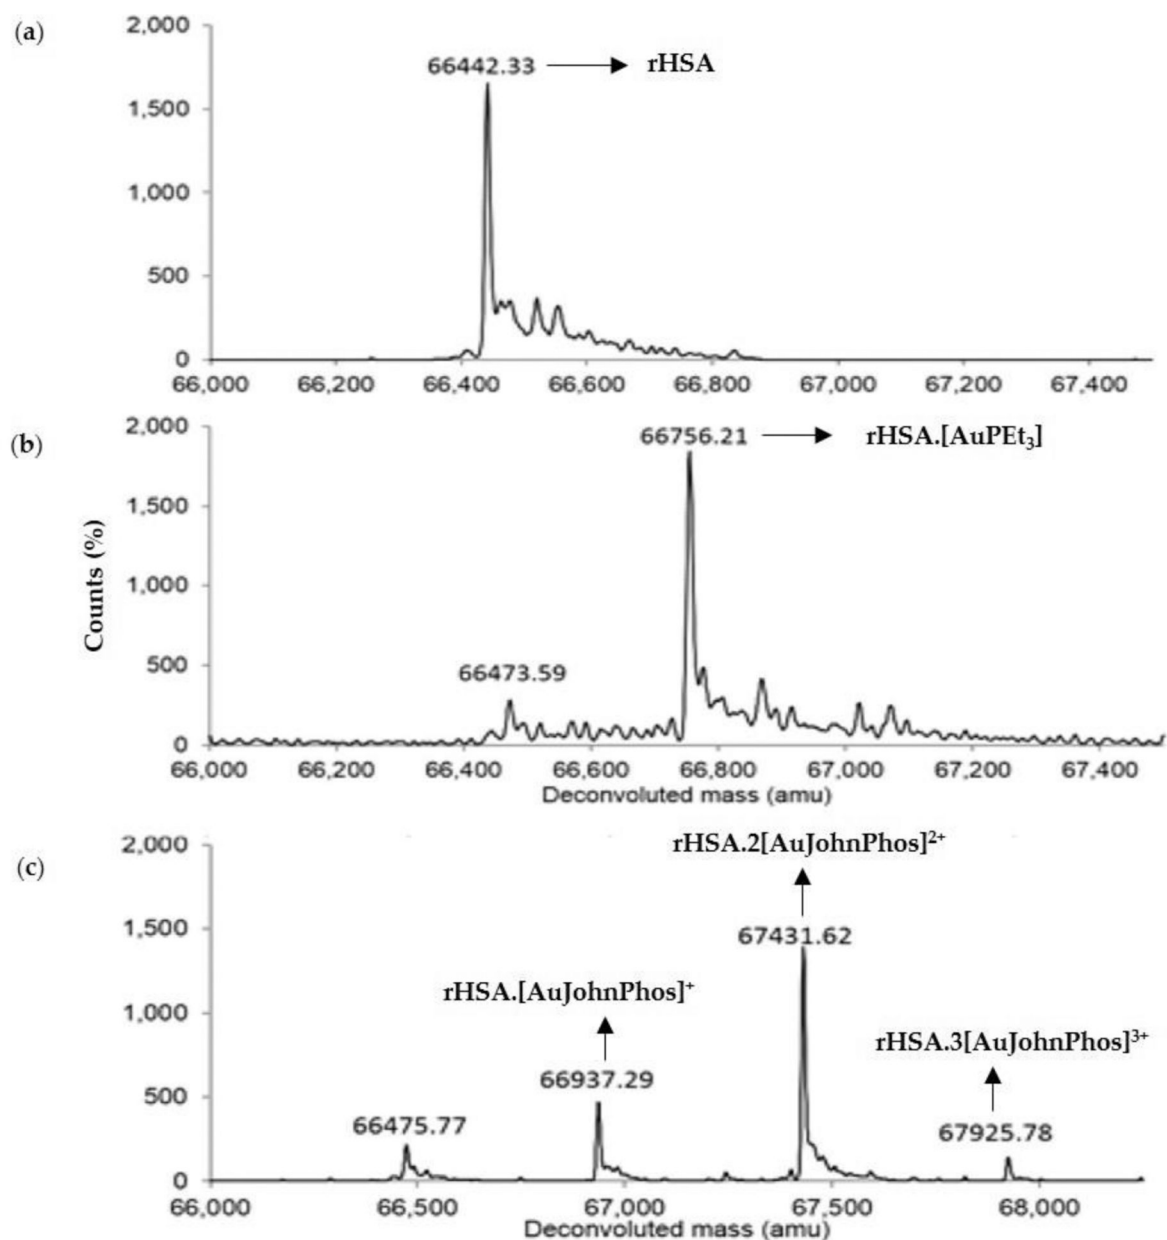 (a)
2,000
66442.33
rHSA
1,500
1,000
500
0
66,000 66,200 66,400 66,600 66,800 67,000 67,200 67,400
(b)
2,000
66756.21
rHSA.[AuPEt₃]
1,500
1,000
66473.59
500
0
66,000 66,200 66,400 66,600 66,800 67,000 67,200 67,400
Deconvoluted mass (amu)
Counts (%)
(c)
2,000
rHSA.2[AuJohnPhos]²⁺
67431.62
1,500
rHSA.[AuJohnPhos]⁺
66937.29
1,000
rHSA.3[AuJohnPhos]³⁺
67925.78
500
66475.77
0
66,000 66,500 67,000 67,500 68,000
Deconvoluted mass (amu)